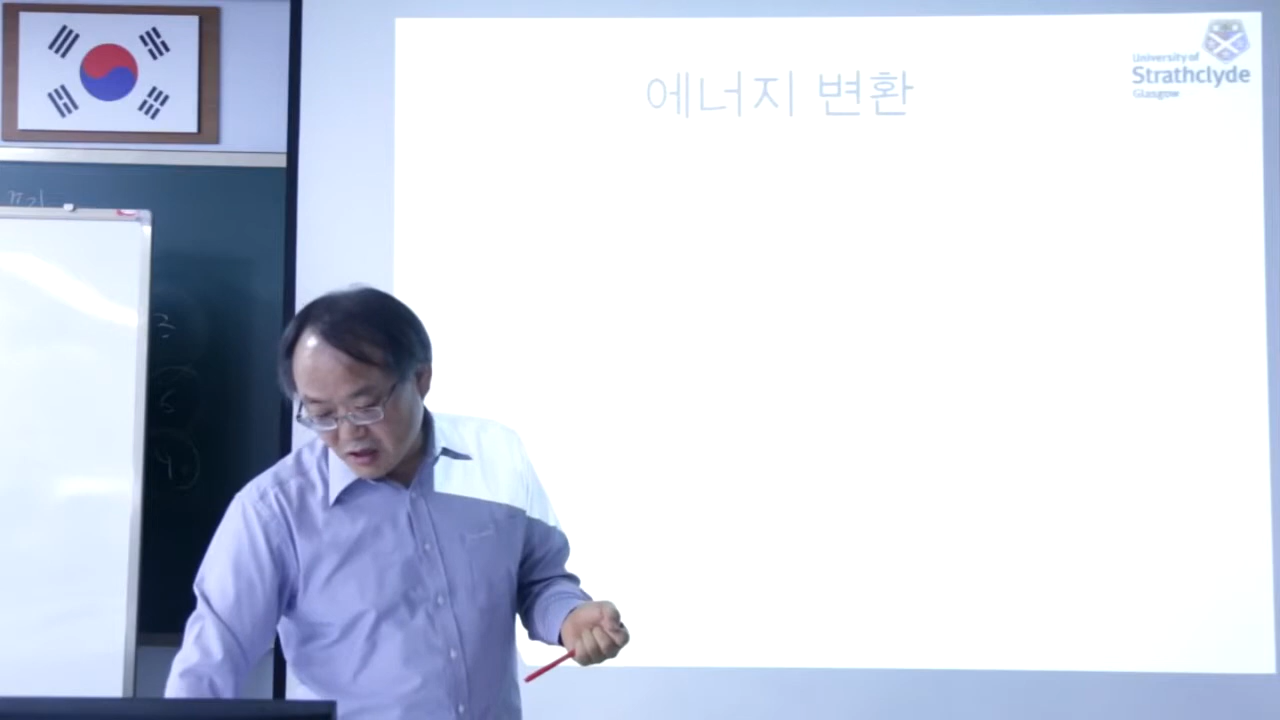 에너지 변환
University of
Strathclyde
Glasgow